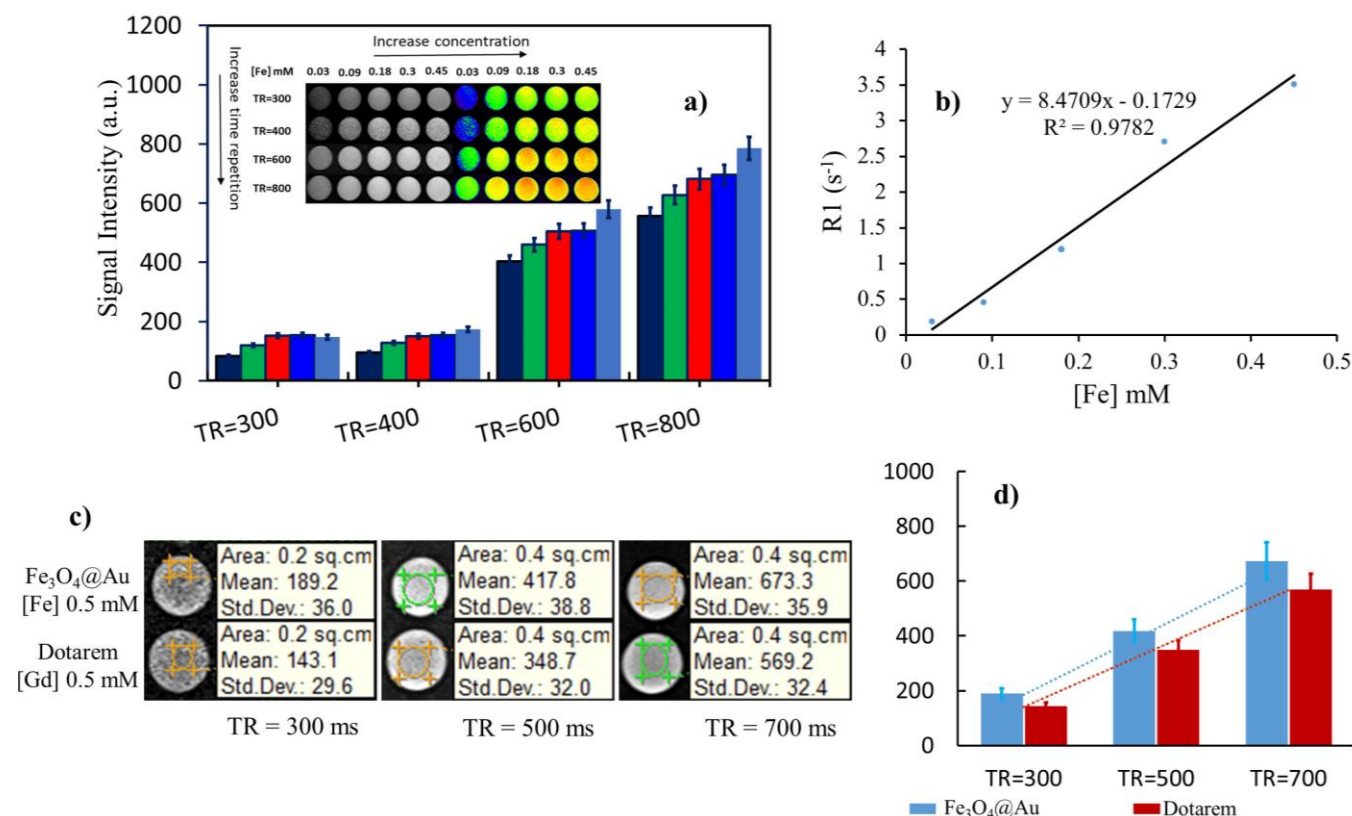 a)
Increase concentration
Increase time repetition
[Fe] mM 0.03 0.09 0.18 0.3 0.45 0.03 0.09 0.18 0.3 0.45
TR=300
TR=400
TR=600
TR=800
Signal Intensity (a.u.)
1200
1000
800
600
400
200
0
TR=300 TR=400 TR=600 TR=800
b)
y = 8.4709x - 0.1729
R² = 0.9782
R1 (s⁻¹)
4
3.5
3
2.5
2
1.5
1
0.5
0
0 0.1 0.2 0.3 0.4 0.5
[Fe] mM
c)
Fe₃O₄@Au
[Fe] 0.5 mM
Area: 0.2 sq.cm
Mean: 189.2
Std.Dev.: 36.0
Area: 0.4 sq.cm
Mean: 417.8
Std.Dev.: 38.8
Area: 0.4 sq.cm
Mean: 673.3
Std.Dev.: 35.9
Dotarem
[Gd] 0.5 mM
Area: 0.2 sq.cm
Mean: 143.1
Std.Dev.: 29.6
Area: 0.4 sq.cm
Mean: 348.7
Std.Dev.: 32.0
Area: 0.4 sq.cm
Mean: 569.2
Std.Dev.: 32.4
TR = 300 ms TR = 500 ms TR = 700 ms
d)
1000
800
600
400
200
0
TR=300 TR=500 TR=700
Fe₃O₄@Au Dotarem